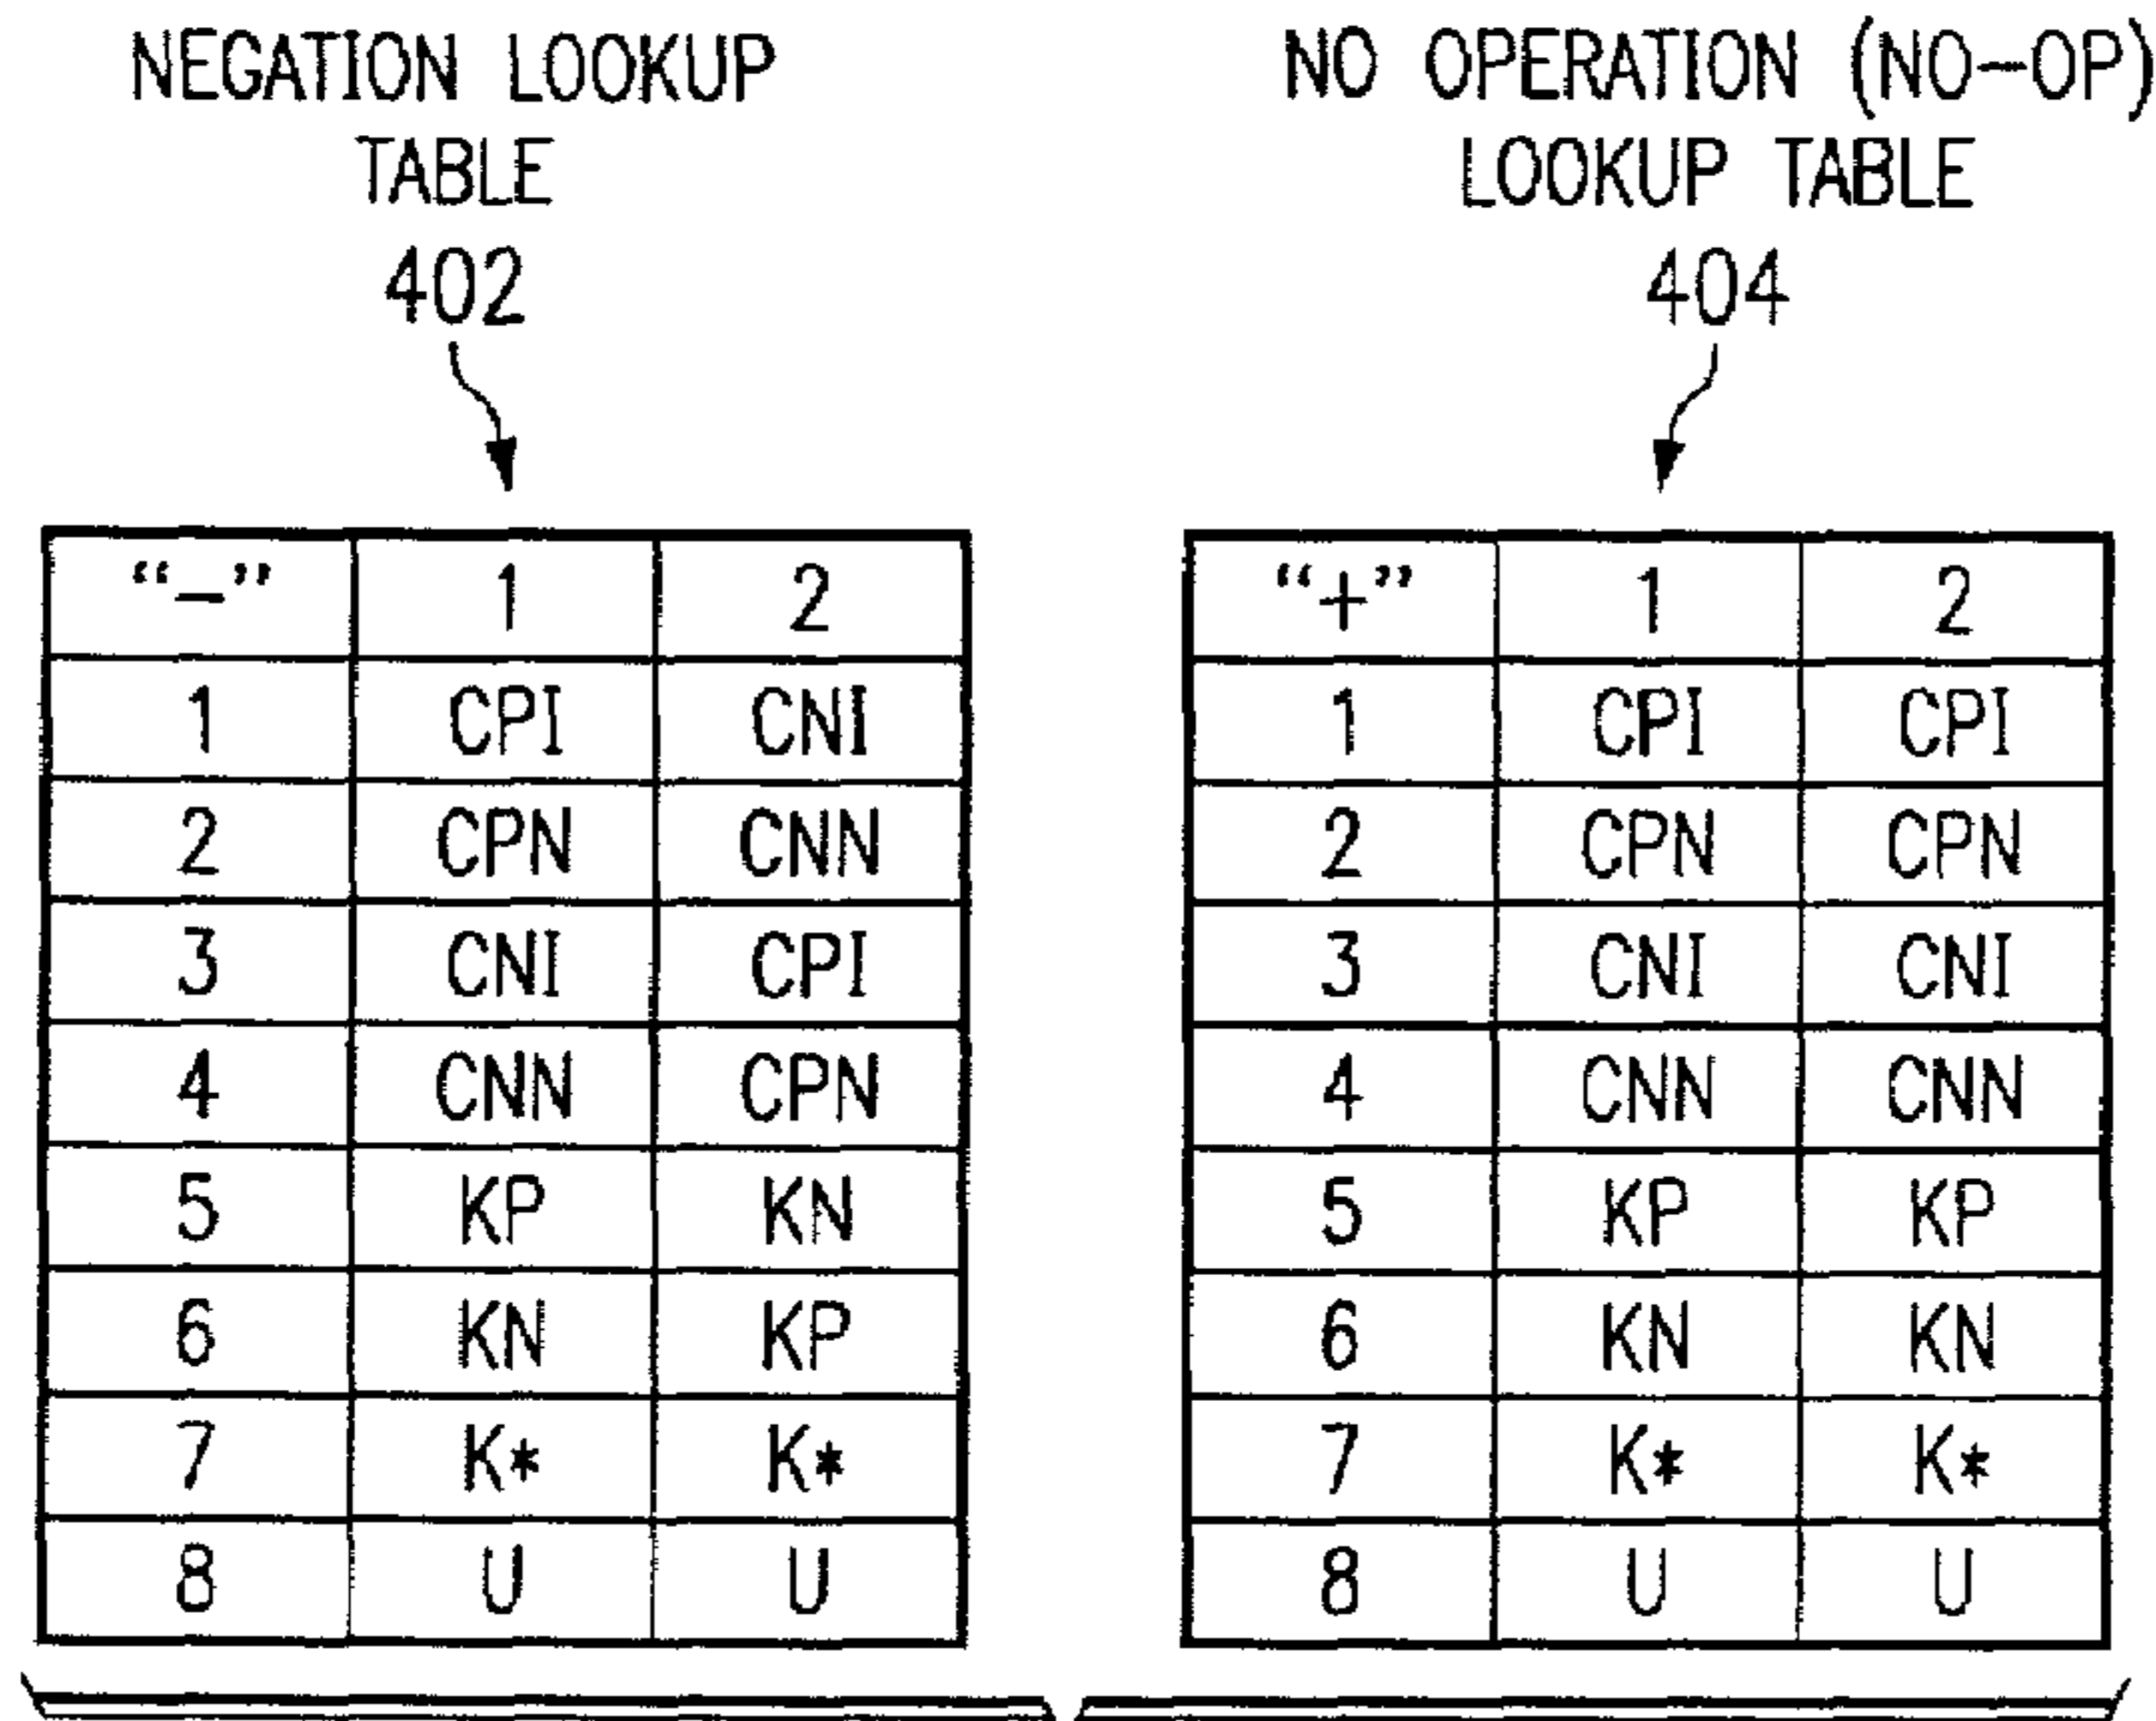 NEGATION LOOKUP
TABLE
402
NO OPERATION (NO-OP)
LOOKUP TABLE
404
“-” 1 2
1 CPI CNI
2 CPN CNN
3 CNI CPI
4 CNN CPN
5 KP KN
6 KN KP
7 K* K*
8 U U
“+” 1 2
1 CPI CPI
2 CPN CPN
3 CNI CNI
4 CNN CNN
5 KP KP
6 KN KN
7 K* K*
8 U U